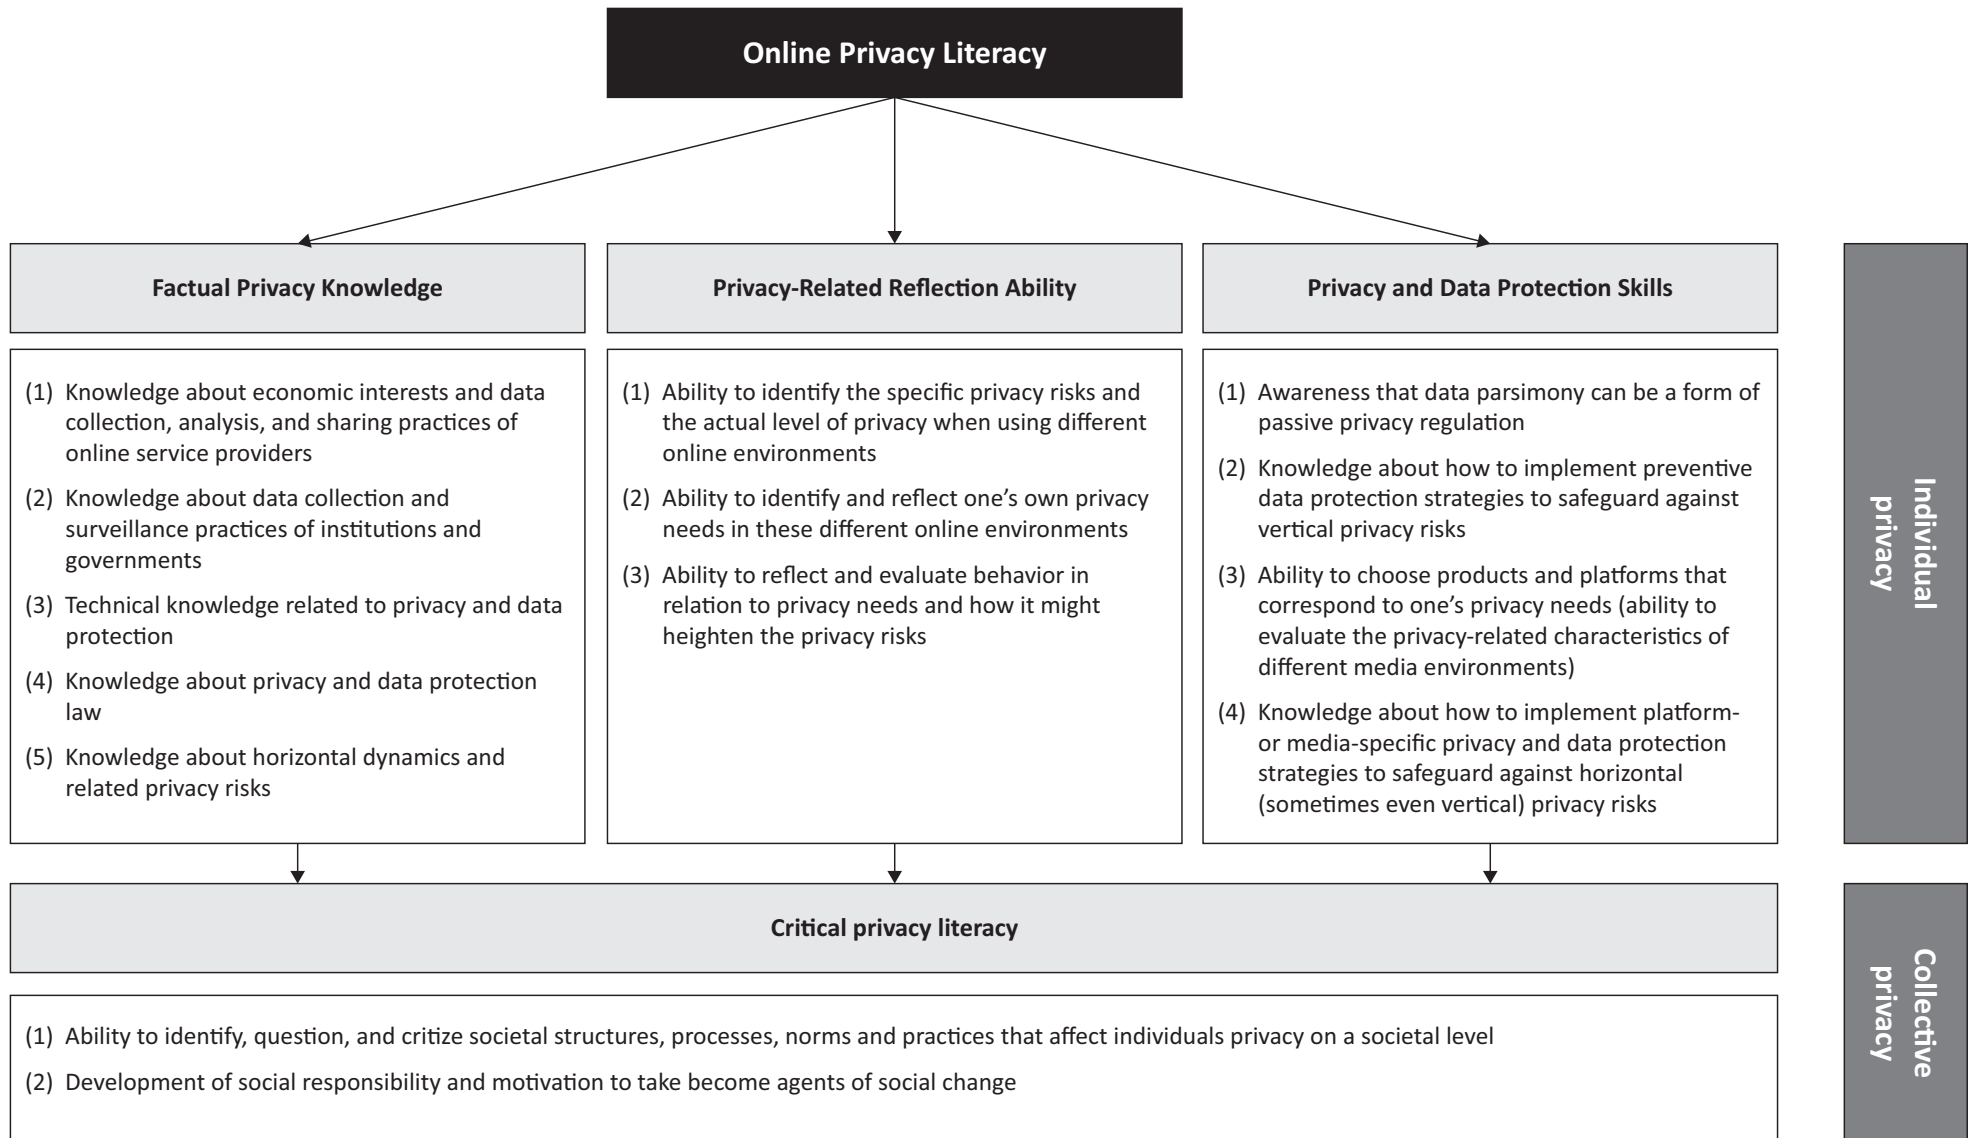 Online Privacy Literacy
Factual Privacy Knowledge
(1) Knowledge about economic interests and data
collection, analysis, and sharing practices of
online service providers
(2) Knowledge about data collection and
surveillance practices of institutions and
governments
(3) Technical knowledge related to privacy and data
protection
(4) Knowledge about privacy and data protection
law
(5) Knowledge about horizontal dynamics and
related privacy risks
Privacy-Related Reflection Ability
(1) Ability to identify the specific privacy risks and
the actual level of privacy when using different
online environments
(2) Ability to identify and reflect one’s own privacy
needs in these different online environments
(3) Ability to reflect and evaluate behavior in
relation to privacy needs and how it might
heighten the privacy risks
Privacy and Data Protection Skills
(1) Awareness that data parsimony can be a form of
passive privacy regulation
(2) Knowledge about how to implement preventive
data protection strategies to safeguard against
vertical privacy risks
(3) Ability to choose products and platforms that
correspond to one’s privacy needs (ability to
evaluate the privacy-related characteristics of
different media environments)
(4) Knowledge about how to implement platform-
or media-specific privacy and data protection
strategies to safeguard against horizontal
(sometimes even vertical) privacy risks
Individual
privacy
Critical privacy literacy
(1) Ability to identify, question, and critize societal structures, processes, norms and practices that affect individuals privacy on a societal level
(2) Development of social responsibility and motivation to take become agents of social change
Collective
privacy